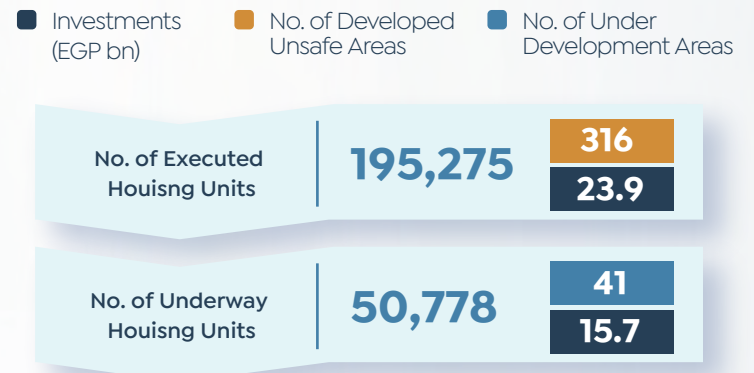 Investments
(EGP bn)
No. of Developed
Unsafe Areas
No. of Under
Development Areas
No. of Executed
Houisng Units
195,275
316
23.9
No. of Underway
Houisng Units
50,778
41
15.7